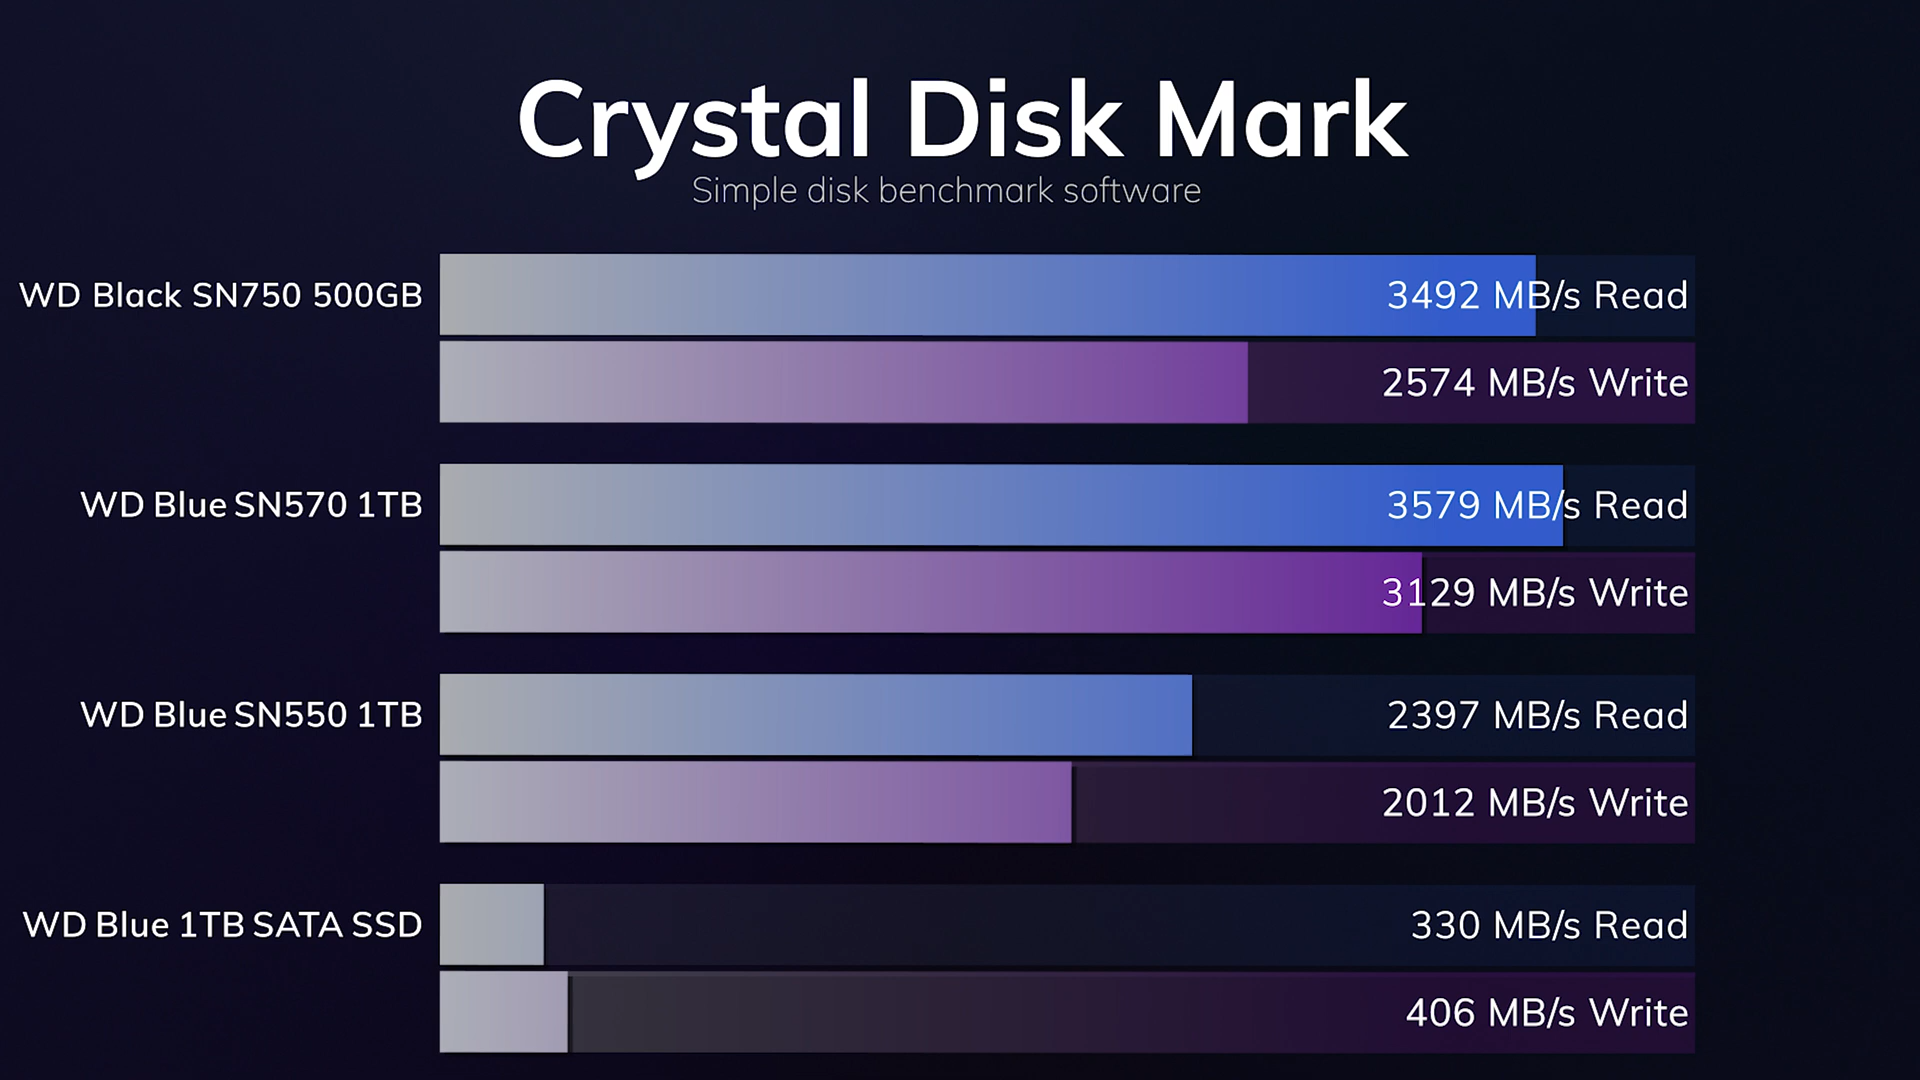 Crystal Disk Mark
Simple disk benchmark software
WD Black SN750 500GB
3492 MB/s Read
2574 MB/s Write
WD Blue SN570 1TB
3579 MB/s Read
3129 MB/s Write
WD Blue SN550 1TB
2397 MB/s Read
2012 MB/s Write
WD Blue 1TB SATA SSD
330 MB/s Read
406 MB/s Write